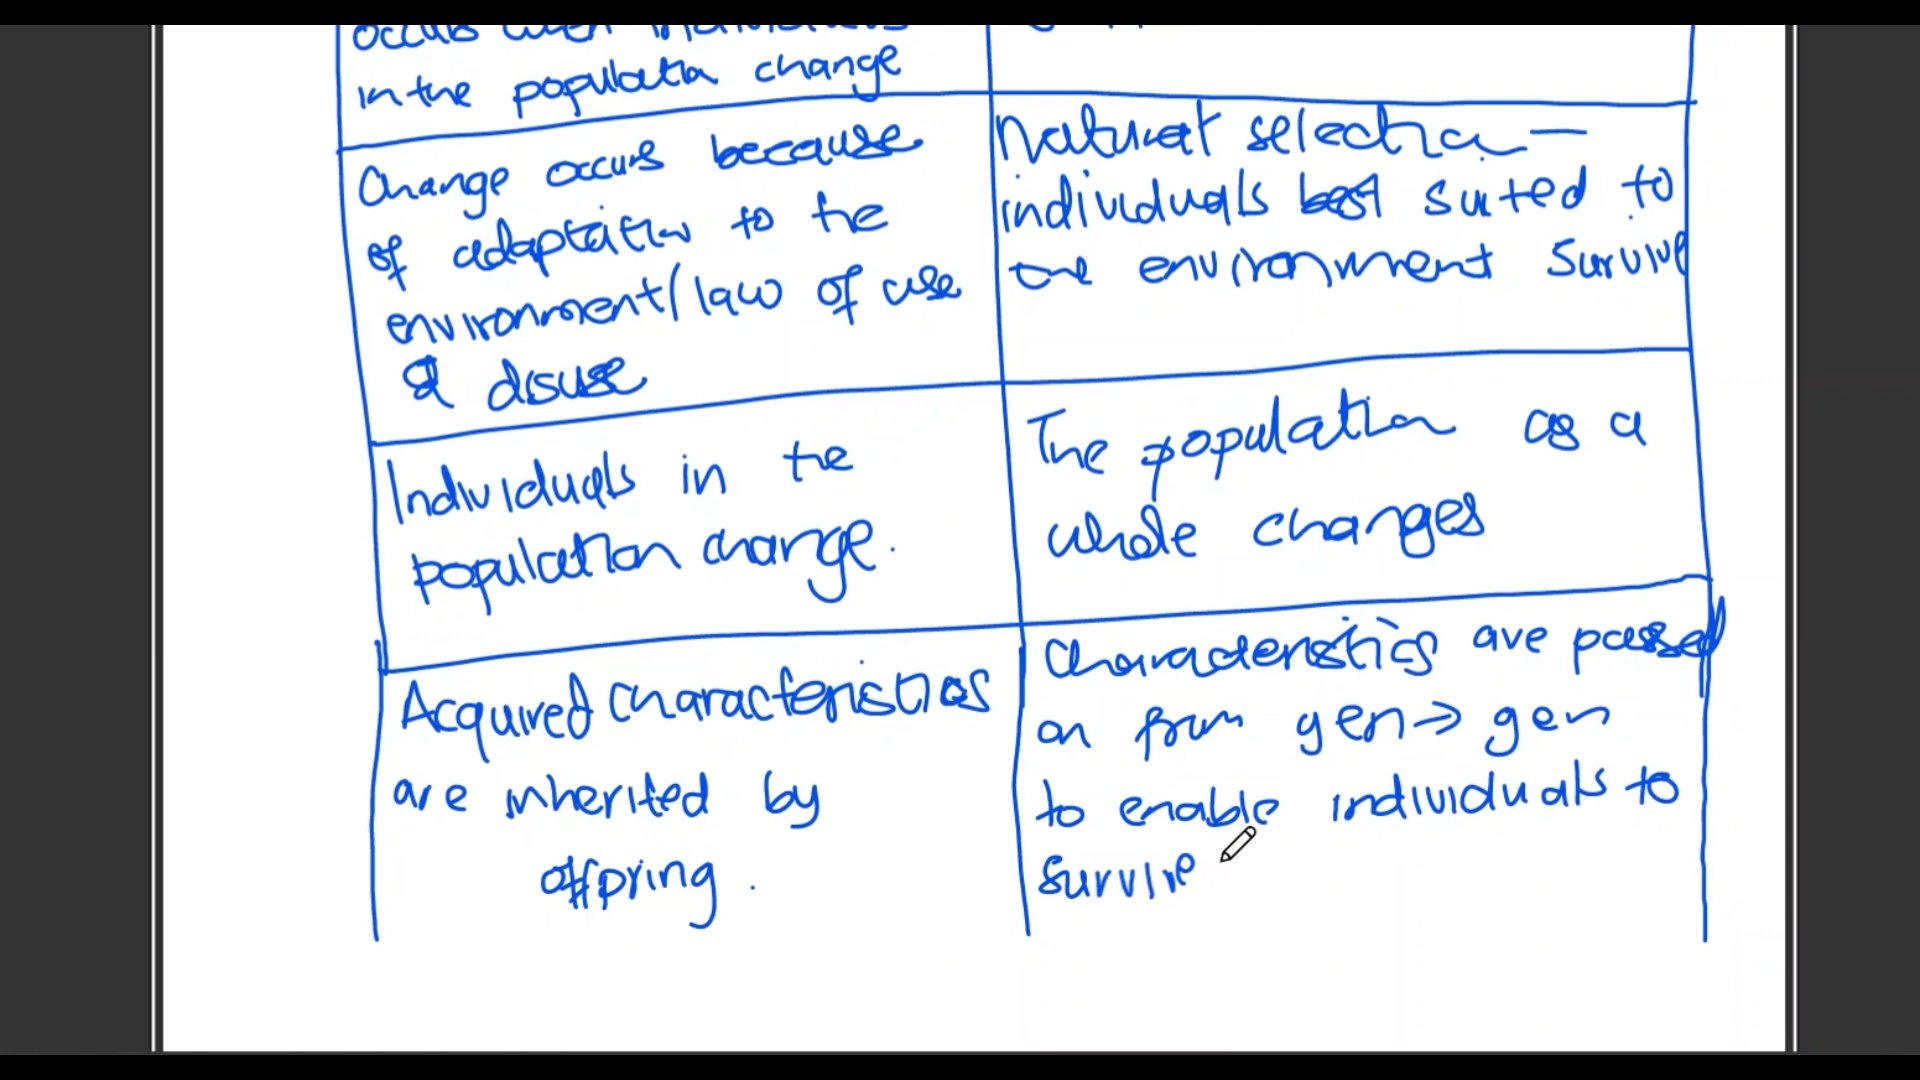 in the population change
Change occurs because
of adaptation to the
environment/law of use
& disuse
Natural selection —
individuals best suited to
the environment survive
Individuals in the
population change.
The population as a
whole changes
Acquired characteristics
are inherited by
offpring.
Characteristics are passed
on from gen → gen
to enable individuals to
survive